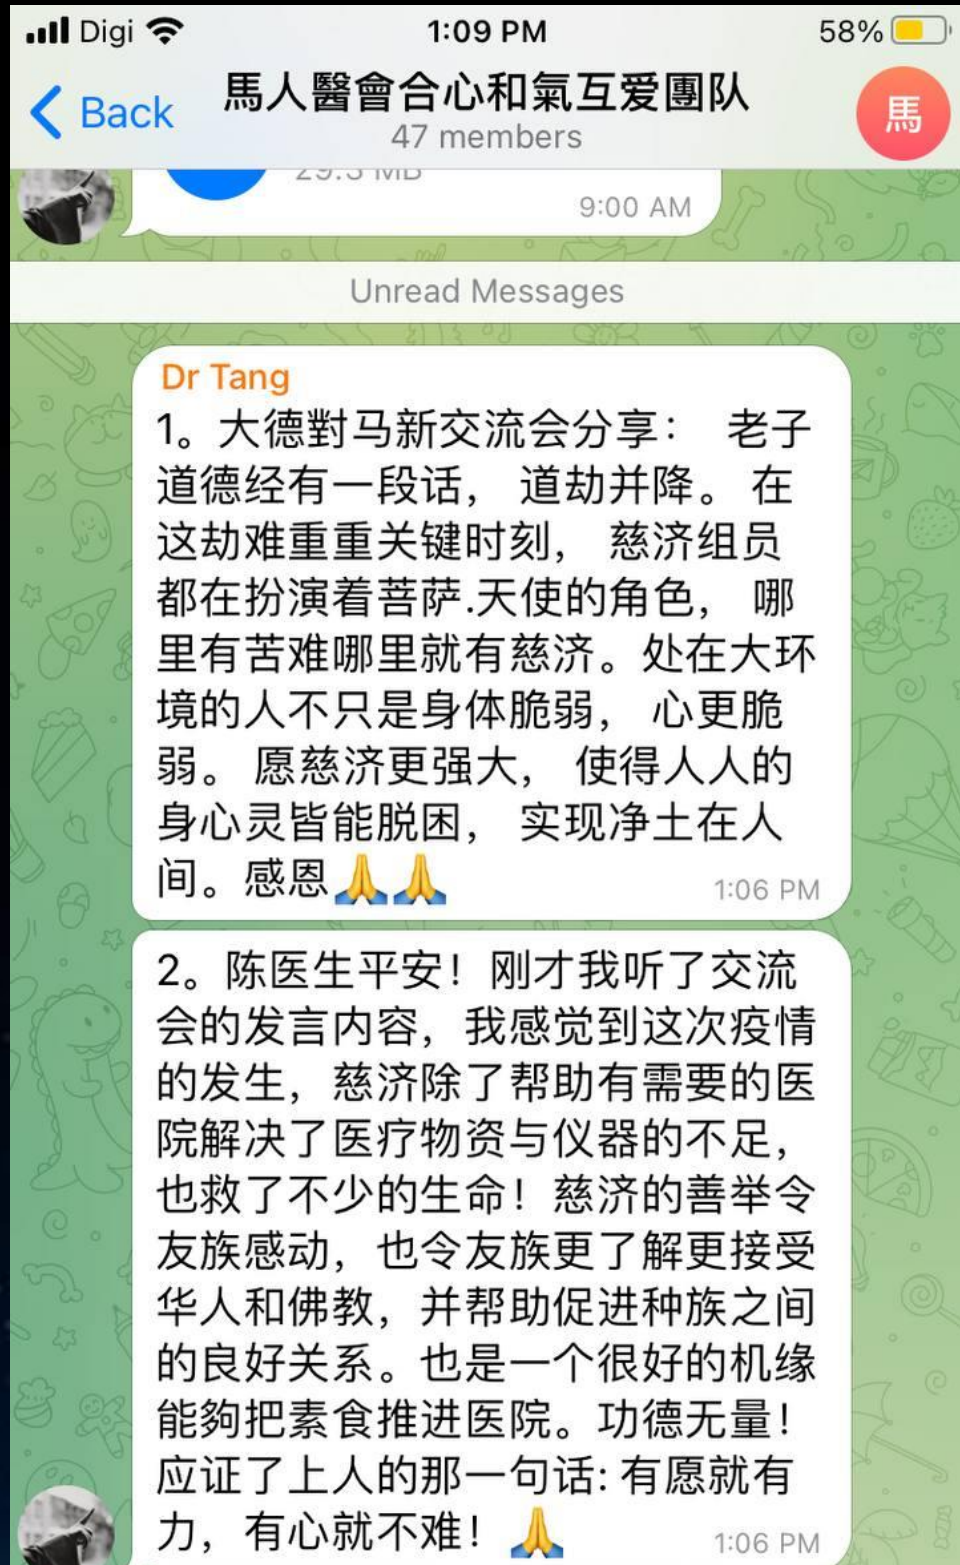 Digi
1:09 PM
58%
Back
馬人醫會合心和氣互爱團队
47 members
馬
29.3 MB
9:00 AM
Unread Messages
Dr Tang
1。大德對马新交流会分享： 老子
道德经有一段话， 道劫并降。 在
这劫难重重关键时刻， 慈济组员
都在扮演着菩萨.天使的角色， 哪
里有苦难哪里就有慈济。处在大环
境的人不只是身体脆弱， 心更脆
弱。 愿慈济更强大， 使得人人的
身心灵皆能脱困， 实现净土在人
间。感恩🙏🙏
1:06 PM
2。陈医生平安！刚才我听了交流
会的发言内容，我感觉到这次疫情
的发生，慈济除了帮助有需要的医
院解决了医疗物资与仪器的不足，
也救了不少的生命！慈济的善举令
友族感动，也令友族更了解更接受
华人和佛教，并帮助促进种族之间
的良好关系。也是一个很好的机缘
能夠把素食推进医院。功德无量！
应证了上人的那一句话: 有愿就有
力，有心就不难！🙏
1:06 PM